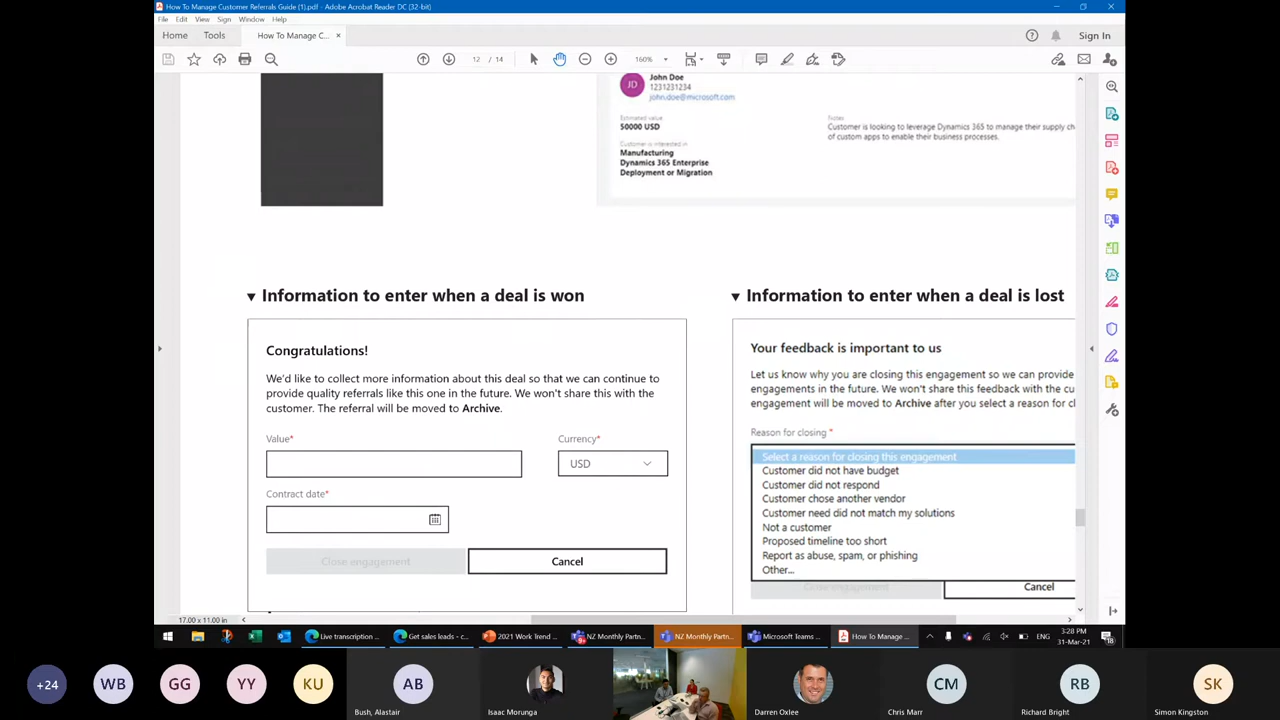 How To Manage Customer Referrals Guide (1).pdf - Adobe Acrobat Reader DC (32-bit)
File Edit View Sign Window Help
Home Tools How To Manage C... × Sign In
12 / 14 160%
JD John Doe
1231231234
john.doe@microsoft.com
Estimated value
50000 USD
Customer is interested in
Manufacturing
Dynamics 365 Enterprise
Deployment or Migration
Notes
Customer is looking to leverage Dynamics 365 to manage their supply ch
of custom apps to enable their business processes.
Information to enter when a deal is won
Congratulations!
We'd like to collect more information about this deal so that we can continue to
provide quality referrals like this one in the future. We won't share this with the
customer. The referral will be moved to Archive.
Value* Currency*
USD
Contract date*
Close engagement Cancel
Information to enter when a deal is lost
Your feedback is important to us
Let us know why you are closing this engagement so we can provide
engagements in the future. We won't share this feedback with the cu
engagement will be moved to Archive after you select a reason for cl
Reason for closing *
Select a reason for closing this engagement
Customer did not have budget
Customer did not respond
Customer chose another vendor
Customer need did not match my solutions
Not a customer
Proposed timeline too short
Report as abuse, spam, or phishing
Other...
Close engagement Cancel
17.00 x 11.00 in
Live transcription ... Get sales leads - c... 2021 Work Trend ... NZ Monthly Partn... NZ Monthly Partn... Microsoft Teams ... How To Manage ... ENG 3:28 PM
31-Mar-21
+24 WB GG YY KU AB CM RB SK
Bush, Alastair Isaac Morunga Darren Oxlee Chris Marr Richard Bright Simon Kingston